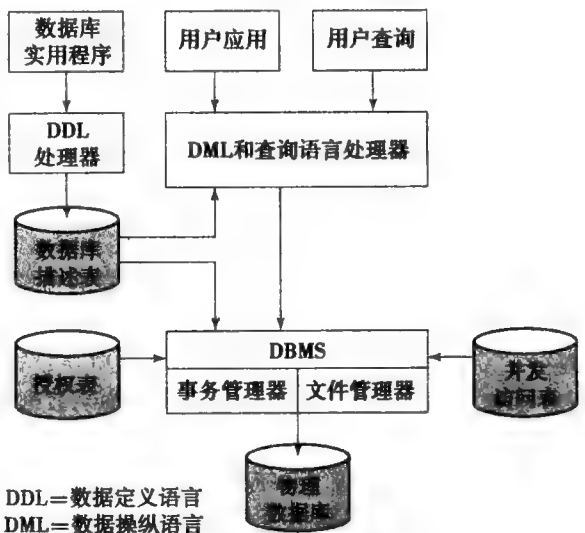 数据库
实用程序
用户应用
用户查询
DDL
处理器
DML和查询语言处理器
数据库
描述表
DBMS
授权表
事务管理器
文件管理器
并发
访问表
物理
数据库
DDL=数据定义语言
DML=数据操纵语言